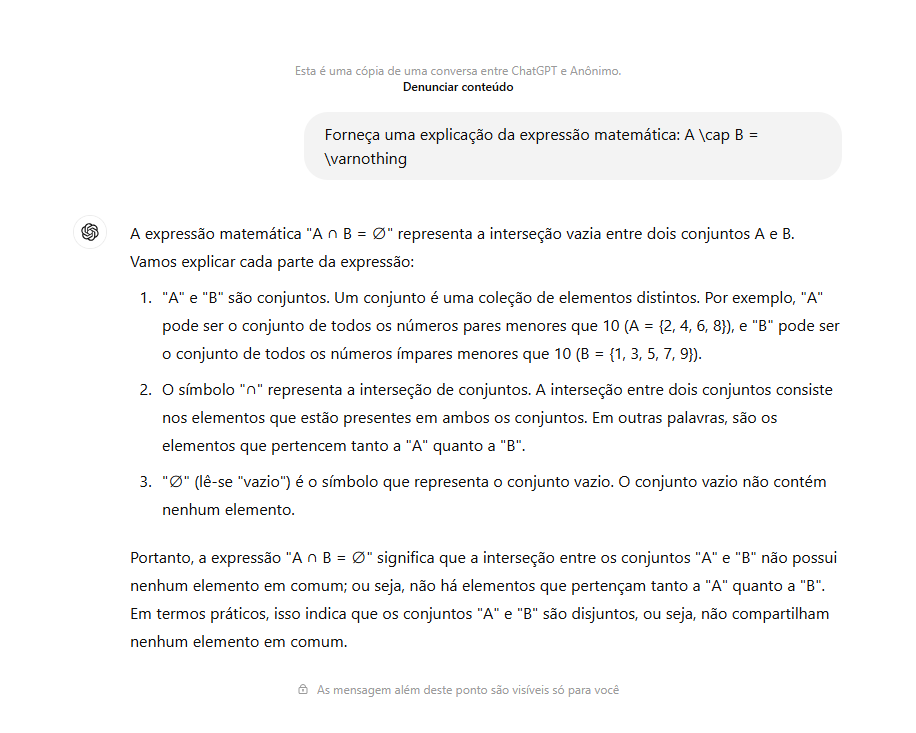 Esta é uma cópia de uma conversa entre ChatGPT e Anônimo.
Denunciar conteúdo
Forneça uma explicação da expressão matemática: A \cap B =
\varnothing
A expressão matemática "A ∩ B = ∅" representa a interseção vazia entre dois conjuntos A e B.
Vamos explicar cada parte da expressão:
1. "A" e "B" são conjuntos. Um conjunto é uma coleção de elementos distintos. Por exemplo, "A"
pode ser o conjunto de todos os números pares menores que 10 (A = {2, 4, 6, 8}), e "B" pode ser
o conjunto de todos os números ímpares menores que 10 (B = {1, 3, 5, 7, 9}).
2. O símbolo "∩" representa a interseção de conjuntos. A interseção entre dois conjuntos consiste
nos elementos que estão presentes em ambos os conjuntos. Em outras palavras, são os
elementos que pertencem tanto a "A" quanto a "B".
3. "∅" (lê-se "vazio") é o símbolo que representa o conjunto vazio. O conjunto vazio não contém
nenhum elemento.
Portanto, a expressão "A ∩ B = ∅" significa que a interseção entre os conjuntos "A" e "B" não possui
nenhum elemento em comum; ou seja, não há elementos que pertençam tanto a "A" quanto a "B".
Em termos práticos, isso indica que os conjuntos "A" e "B" são disjuntos, ou seja, não compartilham
nenhum elemento em comum.
As mensagem além deste ponto são visíveis só para você